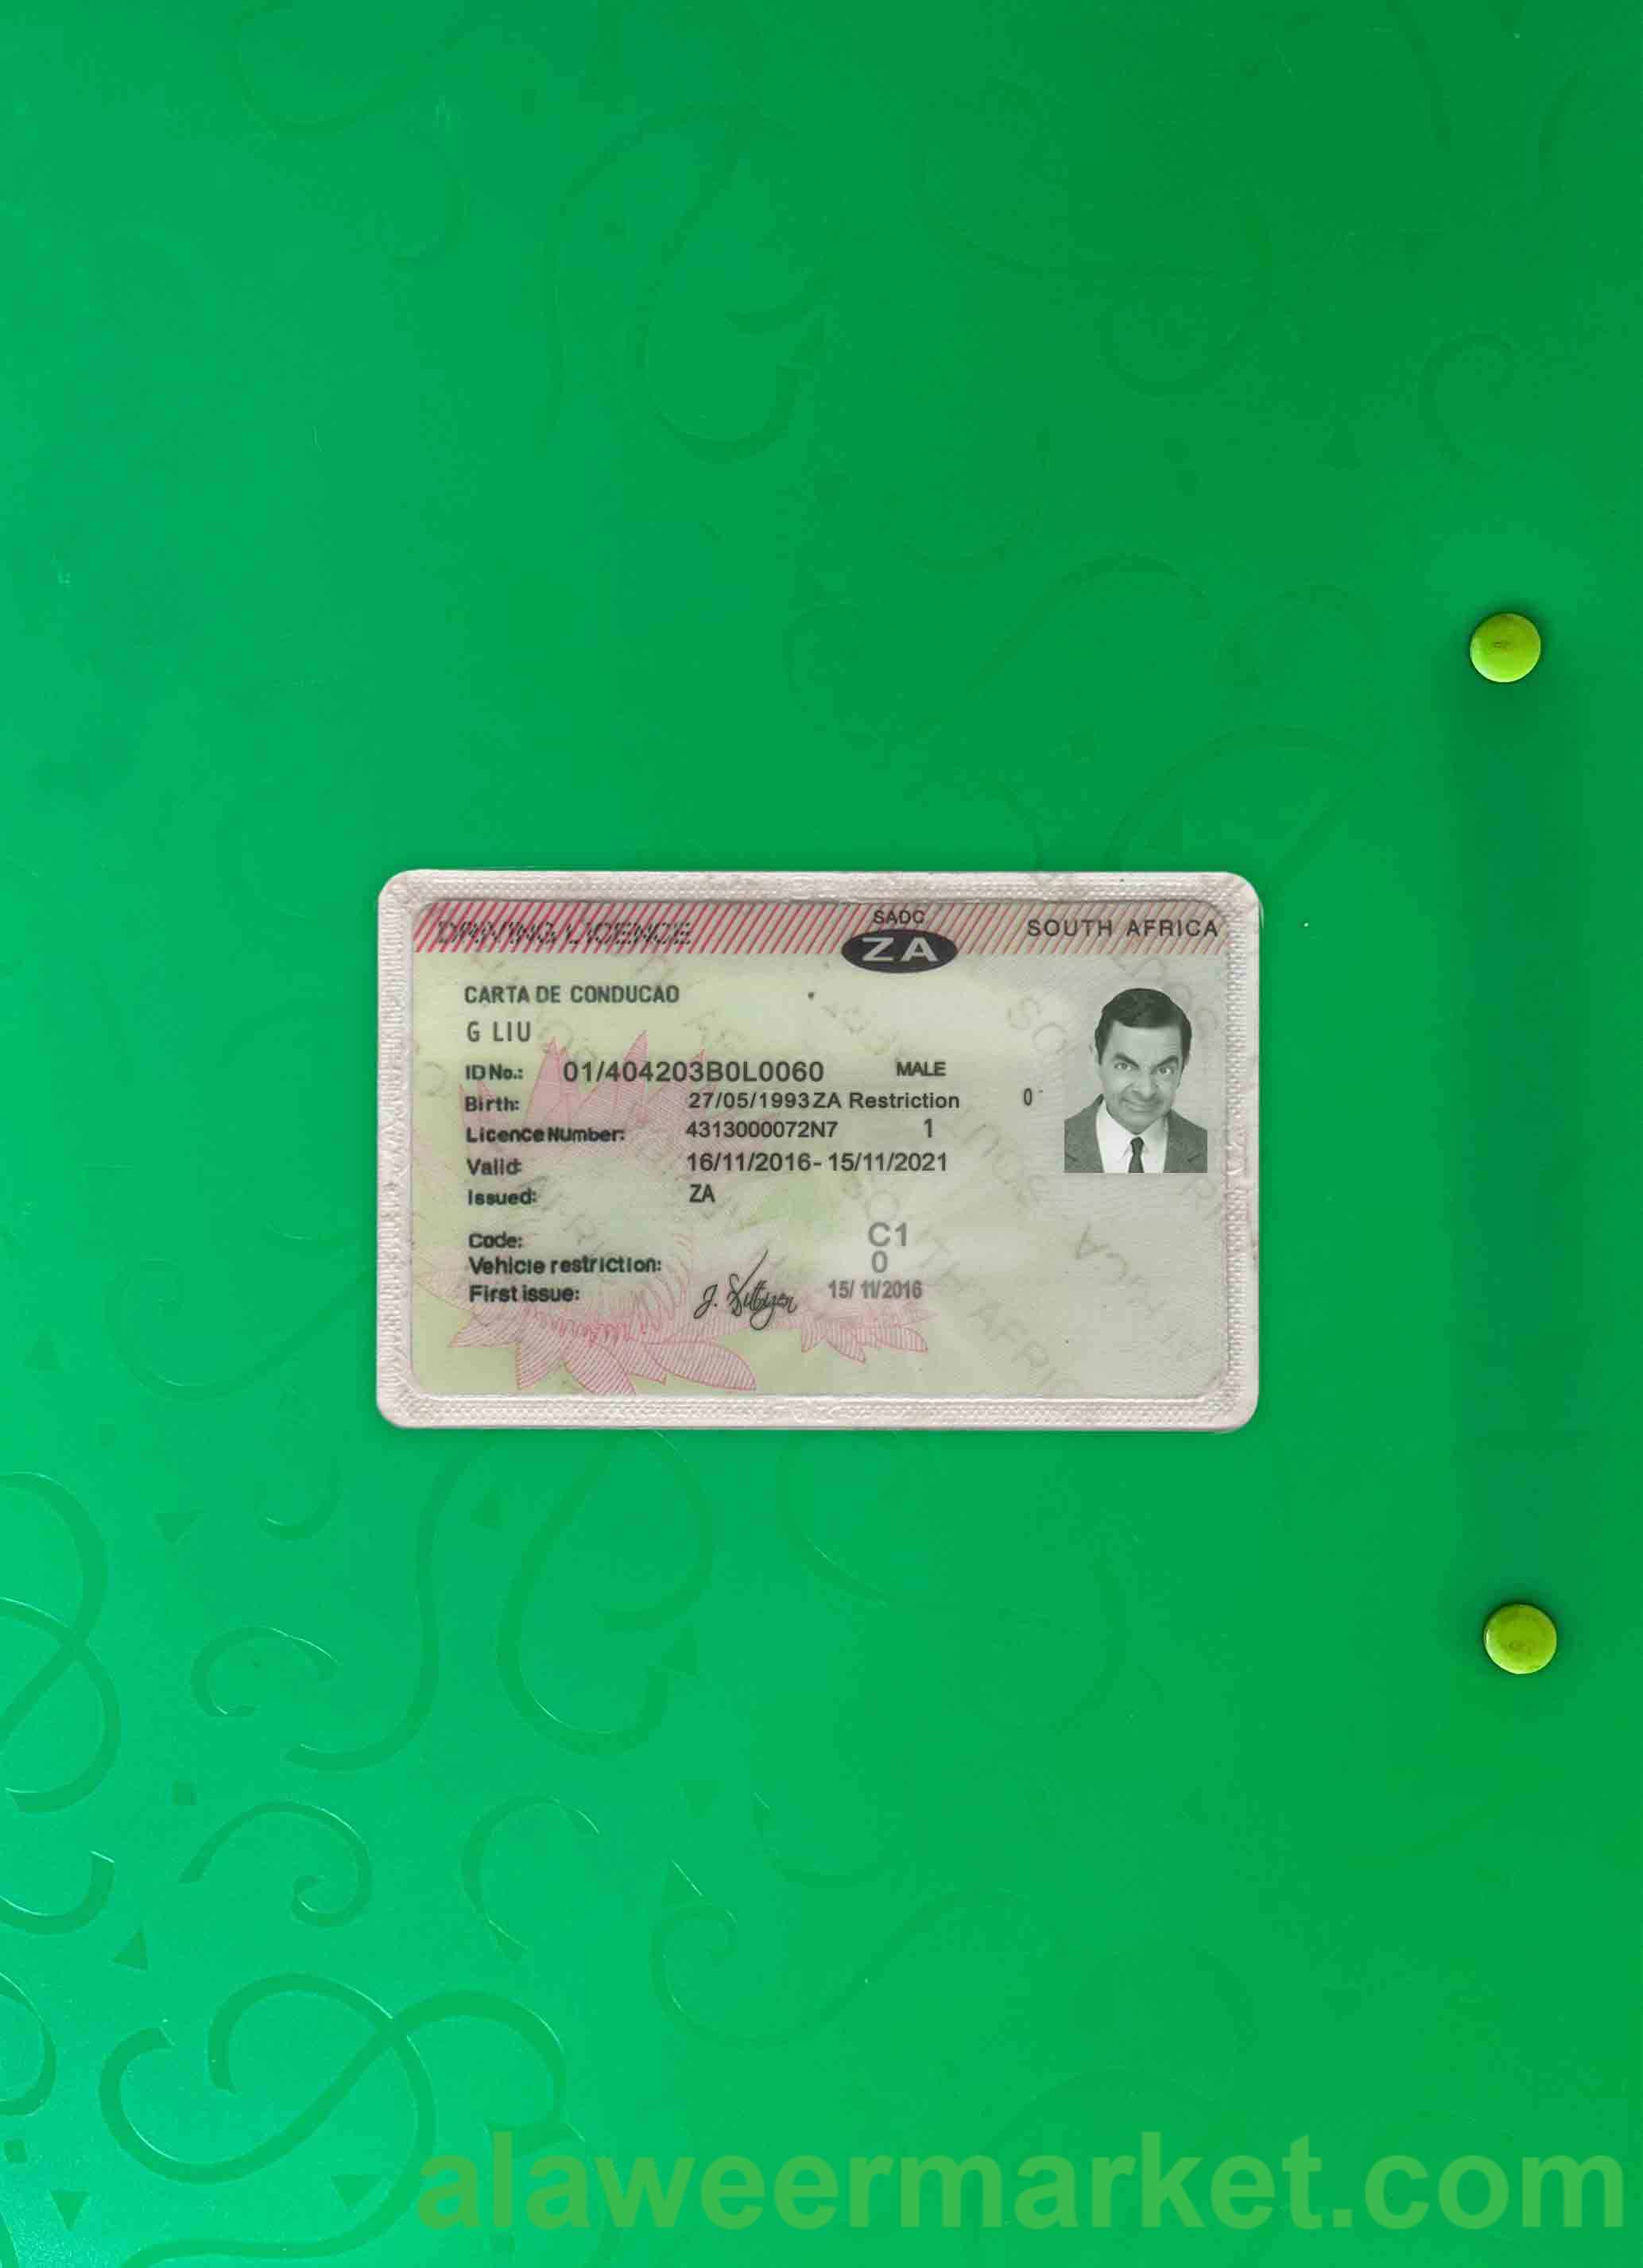 DRIVING LICENCE SADC ZA SOUTH AFRICA
CARTA DE CONDUCAO
G LIU
ID No.: 01/404203B0L0060 MALE
Birth: 27/05/1993 ZA Restriction 0
Licence Number: 4313000072N7 1
Valid: 16/11/2016 - 15/11/2021
Issued: ZA
Code: C1
Vehicle restriction: 0
First issue: 15/11/2016
alaweermarket.com